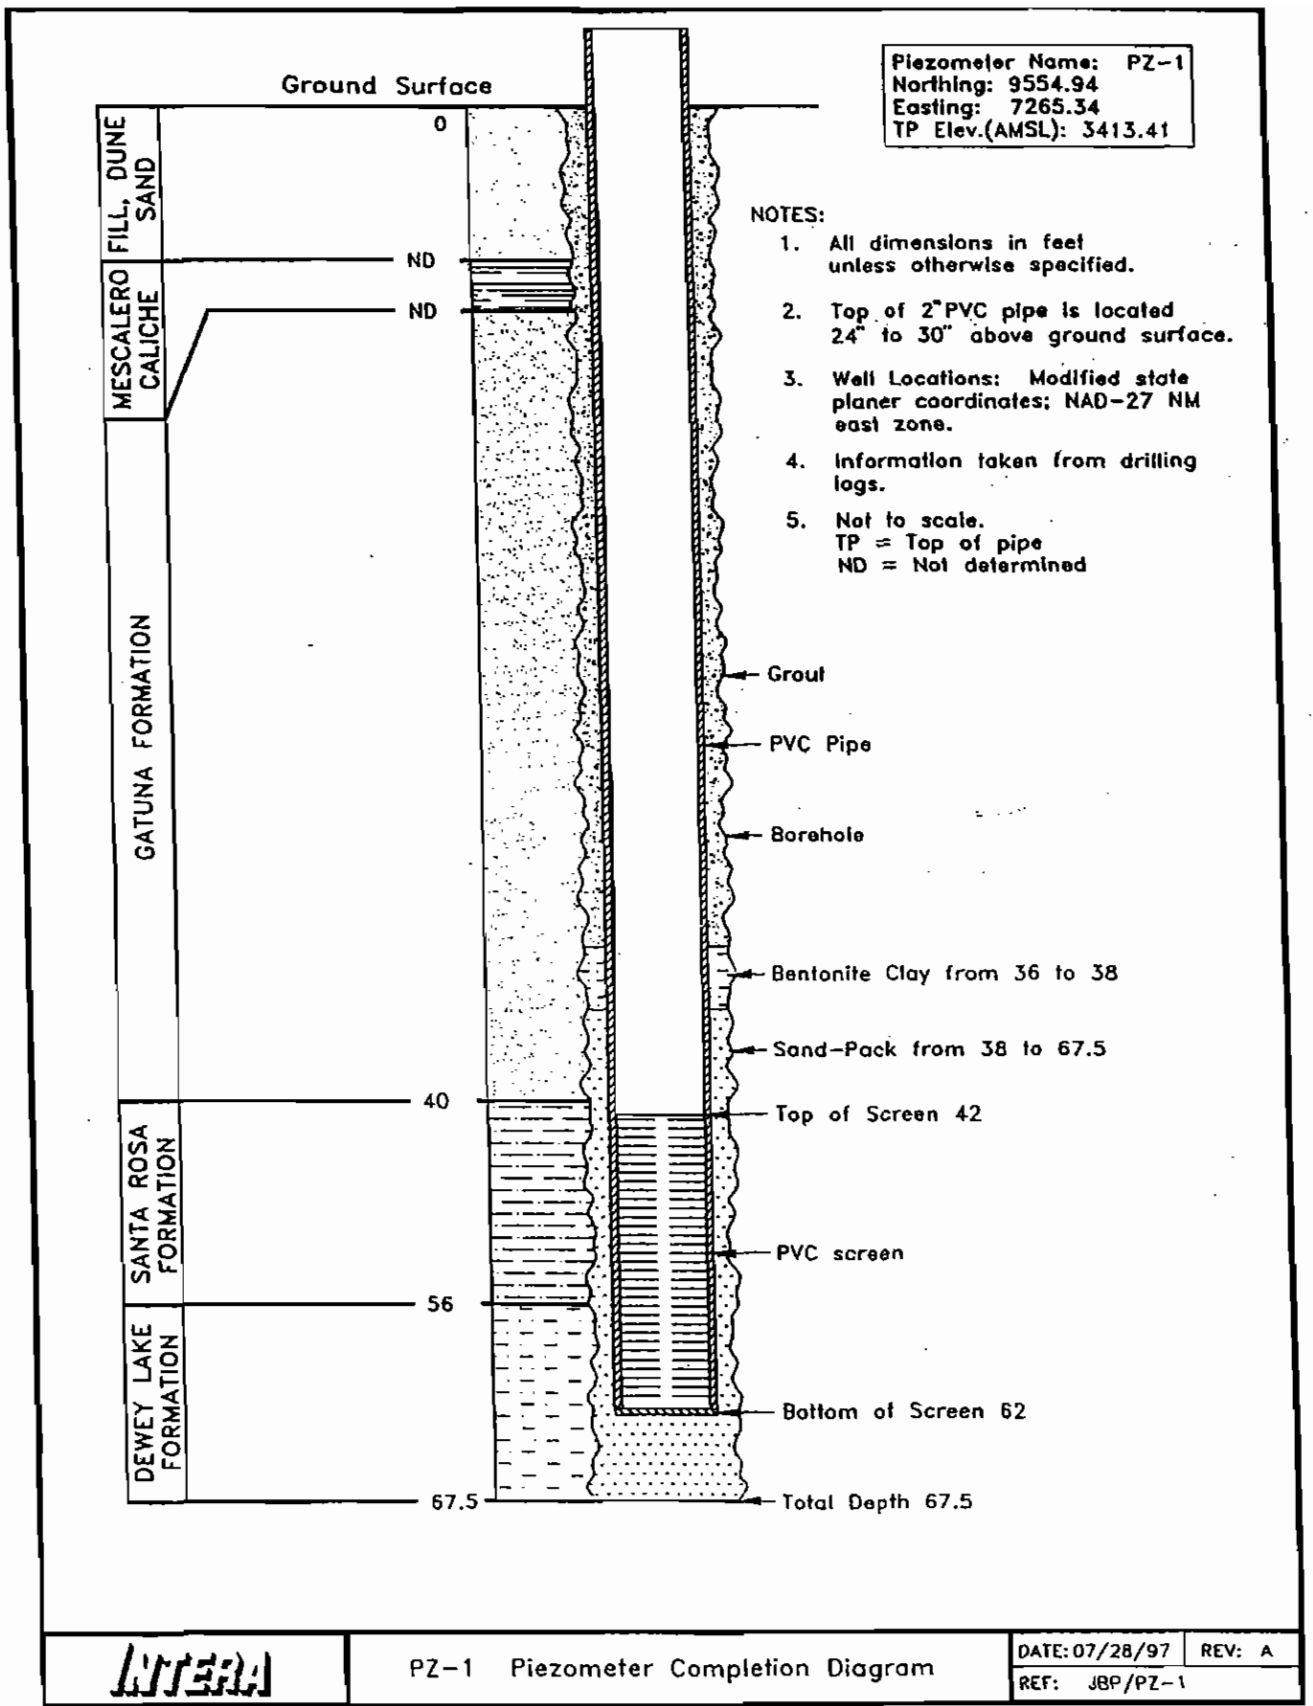 Ground Surface
Piezometer Name: PZ-1
Northing: 9554.94
Easting: 7265.34
TP Elev.(AMSL): 3413.41
0
FILL, DUNE
SAND
ND
MESCALERO
CALICHE
ND
NOTES:
1. All dimensions in feet
unless otherwise specified.
2. Top of 2" PVC pipe is located
24" to 30" above ground surface.
3. Well Locations: Modified state
planer coordinates; NAD-27 NM
east zone.
4. Information taken from drilling
logs.
5. Not to scale.
TP = Top of pipe
ND = Not determined
GATUNA FORMATION
Grout
PVC Pipe
Borehole
Bentonite Clay from 36 to 38
Sand-Pack from 38 to 67.5
40
Top of Screen 42
SANTA ROSA
FORMATION
PVC screen
56
DEWEY LAKE
FORMATION
Bottom of Screen 62
67.5
Total Depth 67.5
INTERA
PZ-1 Piezometer Completion Diagram
DATE: 07/28/97 REV: A
REF: JBP/PZ-1